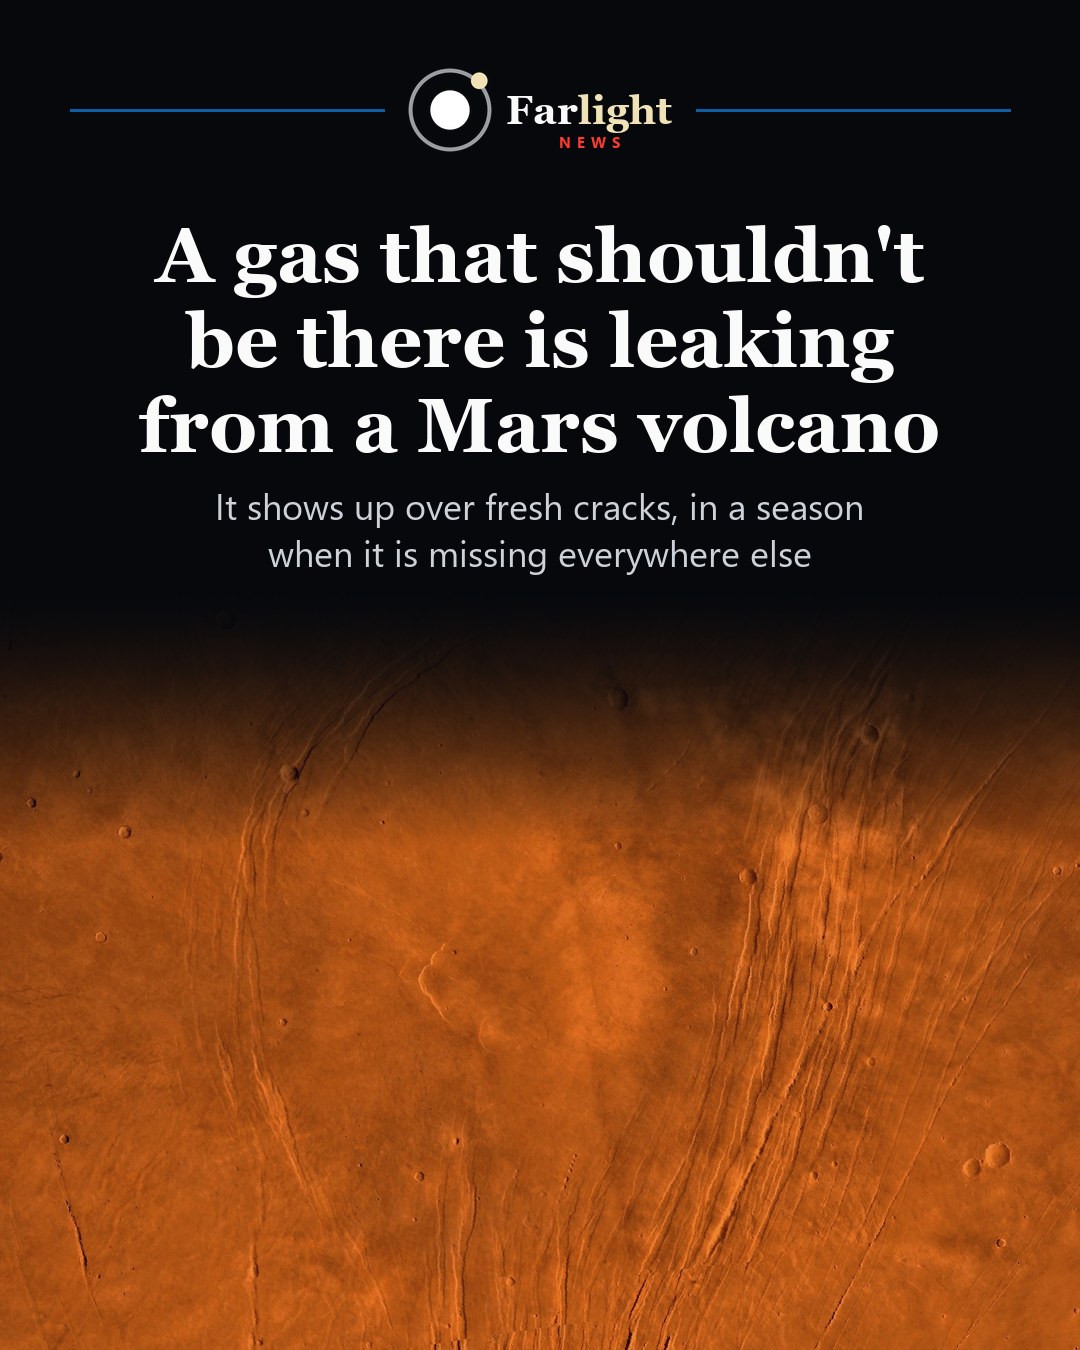 Farlight
NEWS
A gas that shouldn't
be there is leaking
from a Mars volcano
It shows up over fresh cracks, in a season
when it is missing everywhere else